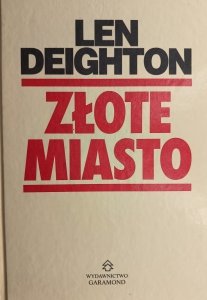 LEN
DEIGHTON
ZŁOTE
MIASTO
WYDAWNICTWO
GARAMOND